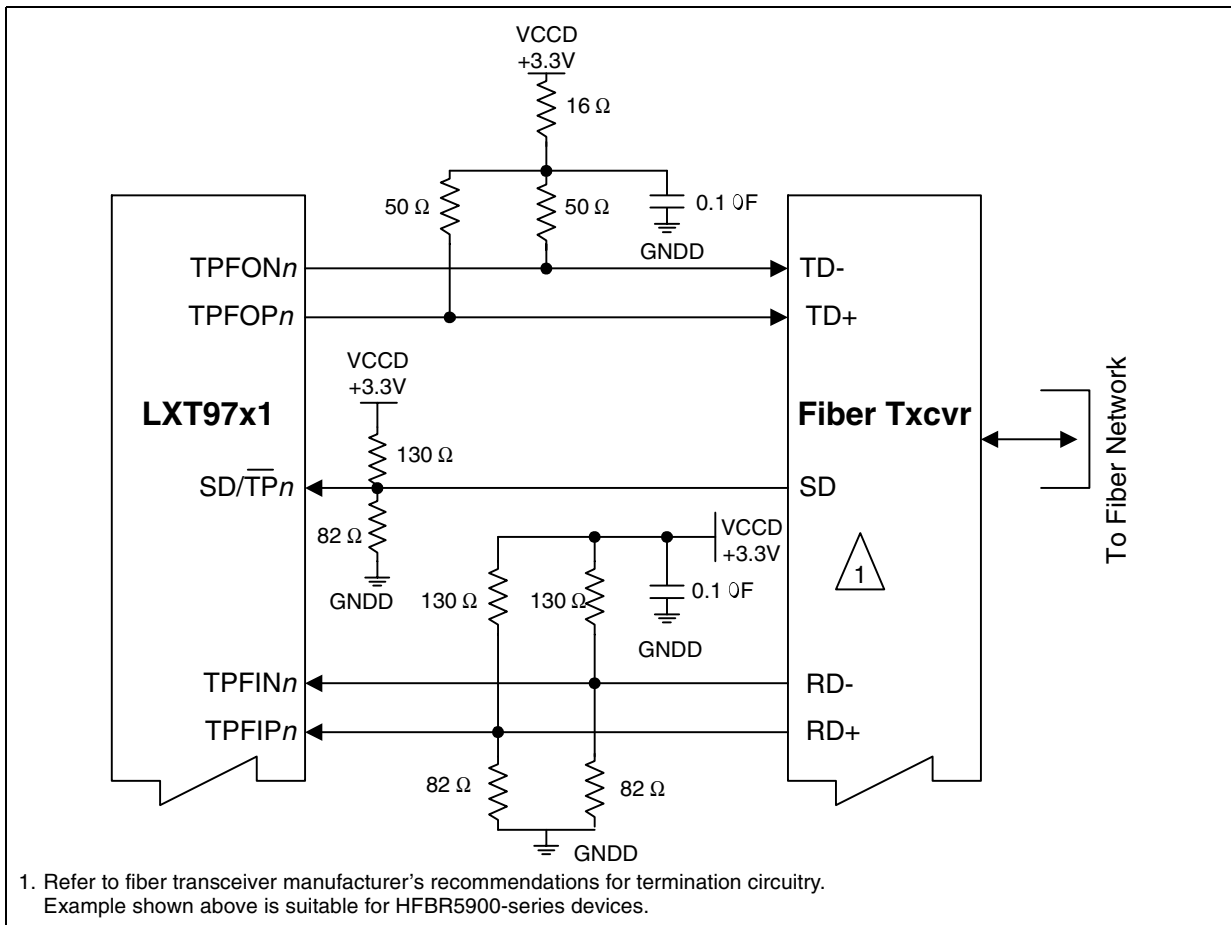 VCCD
+3.3V
16 Ω
50 Ω
50 Ω
0.1 F
GNDD
TPFONn
TD-
TPFOPn
TD+
VCCD
+3.3V
LXT97x1
Fiber Txcvr
130 Ω
SD/TPn
SD
82 Ω
GNDD
VCCD
+3.3V
1
130 Ω
130 Ω
0.1 F
GNDD
To Fiber Network
TPFINn
RD-
TPFIPn
RD+
82 Ω
82 Ω
GNDD
1. Refer to fiber transceiver manufacturer's recommendations for termination circuitry.
Example shown above is suitable for HFBR5900-series devices.